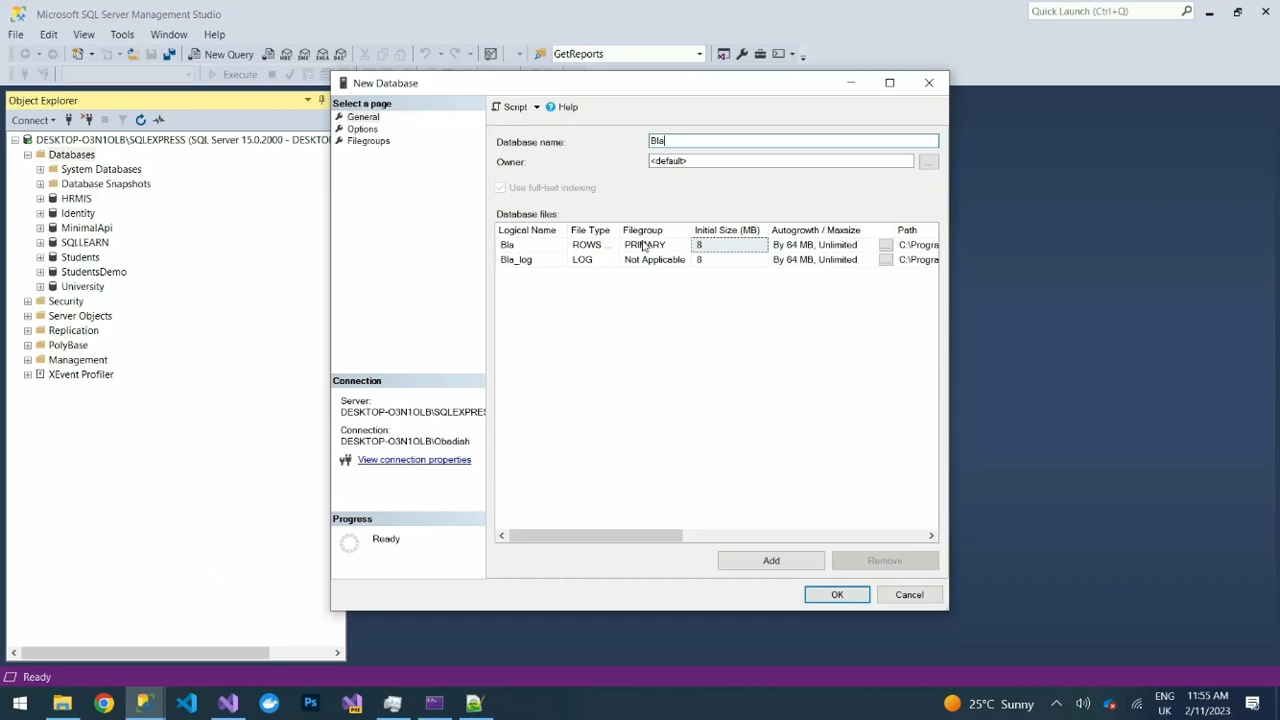 Microsoft SQL Server Management Studio
Quick Launch (Ctrl+Q)
File Edit View Tools Window Help
New Query
MDX DMX XMLA DAX
GetReports
Execute
Object Explorer
Connect
DESKTOP-O3N1OLB\SQLEXPRESS (SQL Server 15.0.2000 - DESKTO
Databases
System Databases
Database Snapshots
HRMIS
Identity
MinimalApi
SQLLEARN
Students
StudentsDemo
University
Security
Server Objects
Replication
PolyBase
Management
XEvent Profiler
New Database
Select a page
General
Options
Filegroups
Connection
Server:
DESKTOP-O3N1OLB\SQLEXPRES
Connection:
DESKTOP-O3N1OLB\Obadiah
View connection properties
Progress
Ready
Script Help
Database name: Bla
Owner: <default> ...
Use full-text indexing
Database files:
Logical Name File Type Filegroup Initial Size (MB) Autogrowth / Maxsize Path
Bla ROWS ... PRIMARY 8 By 64 MB, Unlimited ... C:\Progra
Bla_log LOG Not Applicable 8 By 64 MB, Unlimited ... C:\Progra
Add Remove
OK Cancel
Ready
Ps
PRE
25°C Sunny
ENG
UK
11:55 AM
2/11/2023